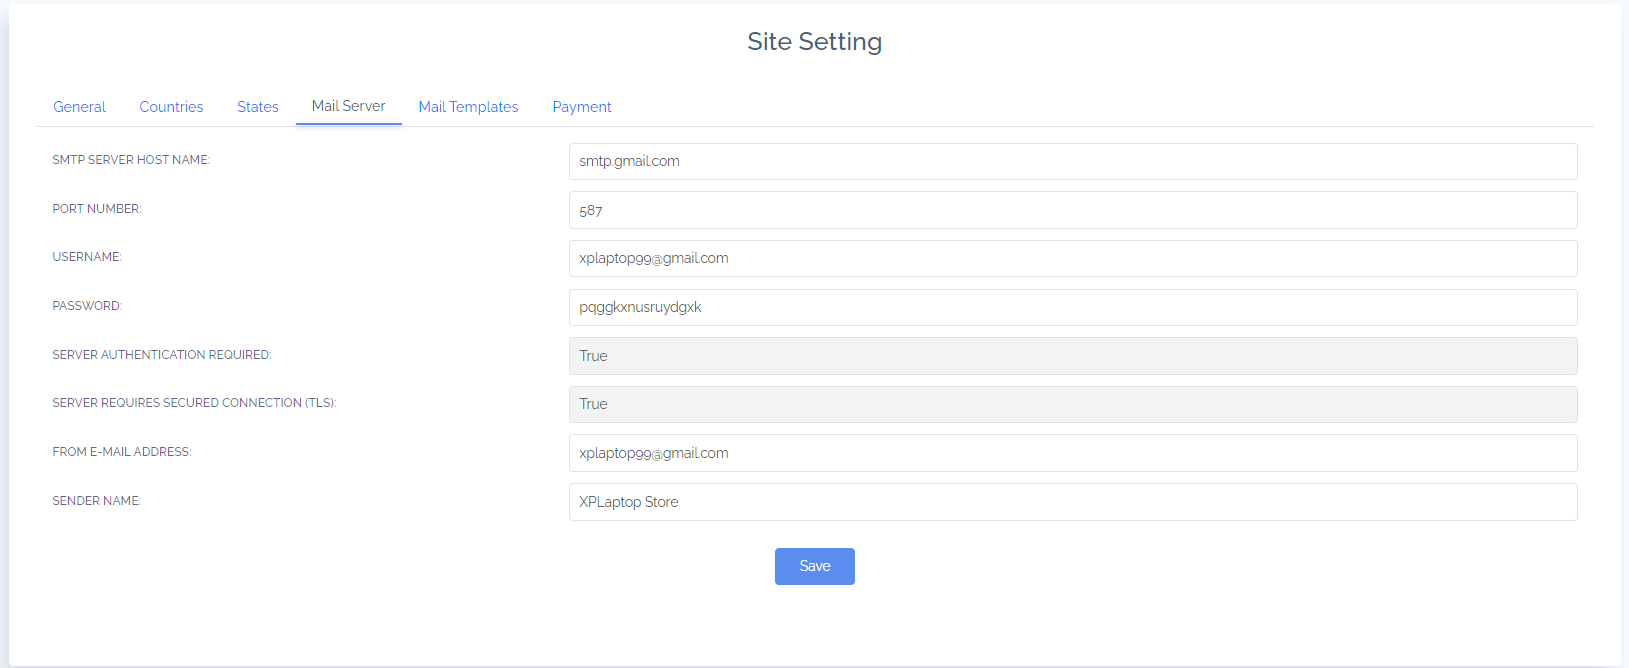 Site Setting
General Countries States Mail Server Mail Templates Payment
SMTP SERVER HOST NAME: smtp.gmail.com
PORT NUMBER: 587
USERNAME: xplaptop99@gmail.com
PASSWORD: pqggkxnusruydgxk
SERVER AUTHENTICATION REQUIRED: True
SERVER REQUIRES SECURED CONNECTION (TLS): True
FROM E-MAIL ADDRESS: xplaptop99@gmail.com
SENDER NAME: XPLaptop Store
Save